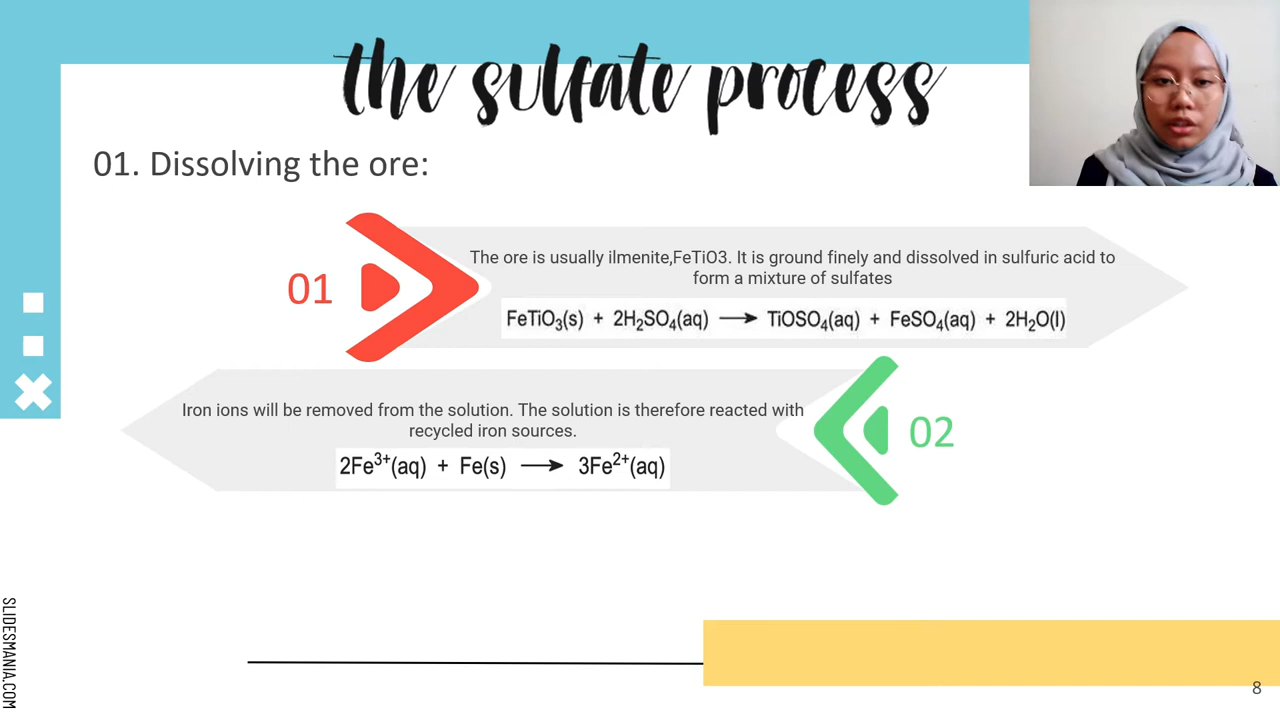 the sulfate process
01. Dissolving the ore:
01
The ore is usually ilmenite,FeTiO3. It is ground finely and dissolved in sulfuric acid to
form a mixture of sulfates
FeTiO₃(s) + 2H₂SO₄(aq) ⟶ TiOSO₄(aq) + FeSO₄(aq) + 2H₂O(l)
Iron ions will be removed from the solution. The solution is therefore reacted with
recycled iron sources.
2Fe³⁺(aq) + Fe(s) ⟶ 3Fe²⁺(aq)
02
SLIDESMANIA.COM
8